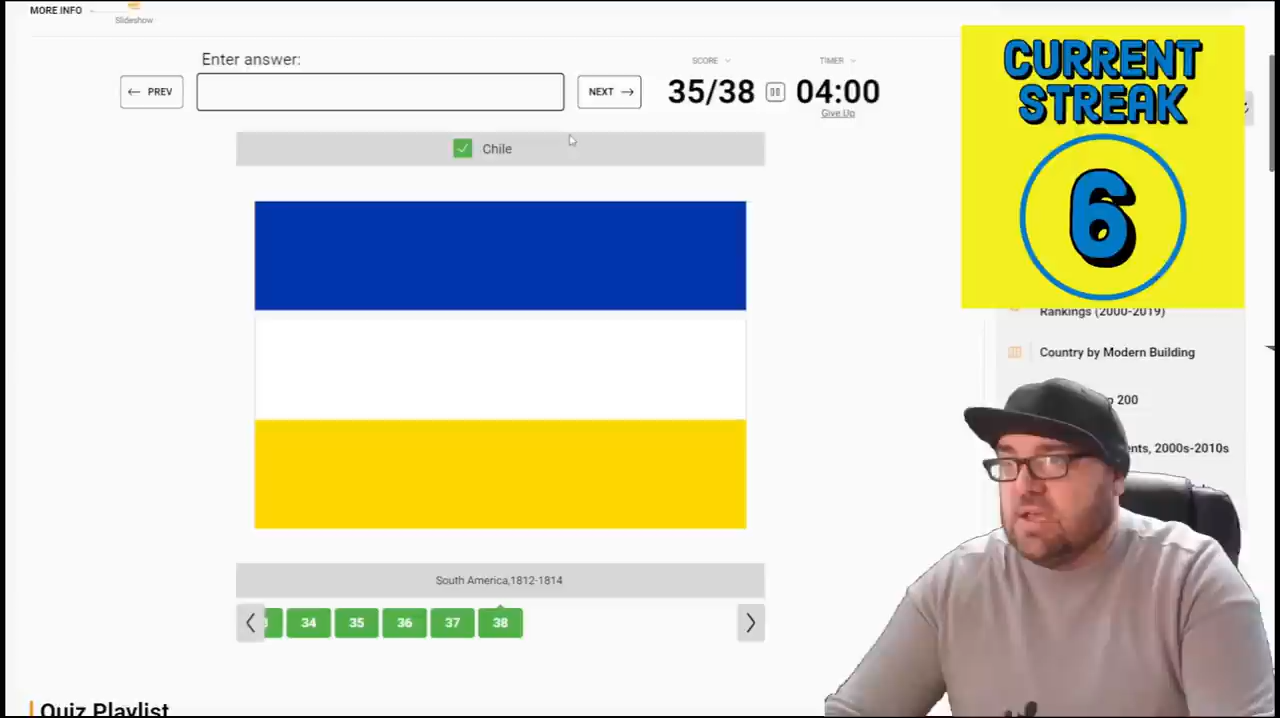 MORE INFO
Slideshow
Enter answer:
← PREV
NEXT →
SCORE
35/38
TIMER
04:00
Give Up
Chile
South America,1812-1814
34
35
36
37
38
Quiz Playlist
CURRENT
STREAK
6
Rankings (2000-2019)
Country by Modern Building
200
2000s-2010s